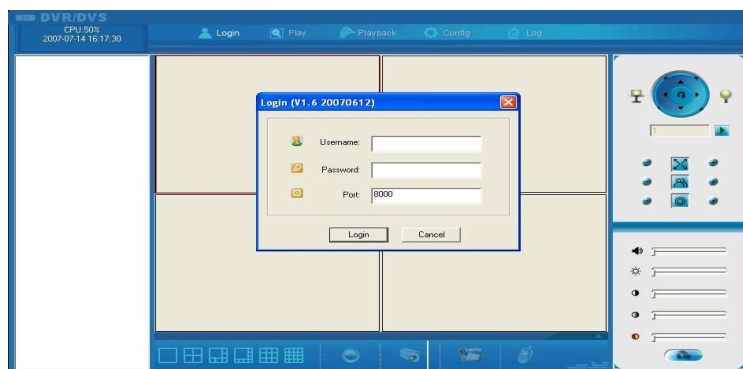 DVR/DVS
CPU:50%
2007-07-14 16:17:30
Login
Play
Playback
Config
Log
Login (V1.6 20070612)
Username:
Password:
Port:
8000
Login
Cancel
1